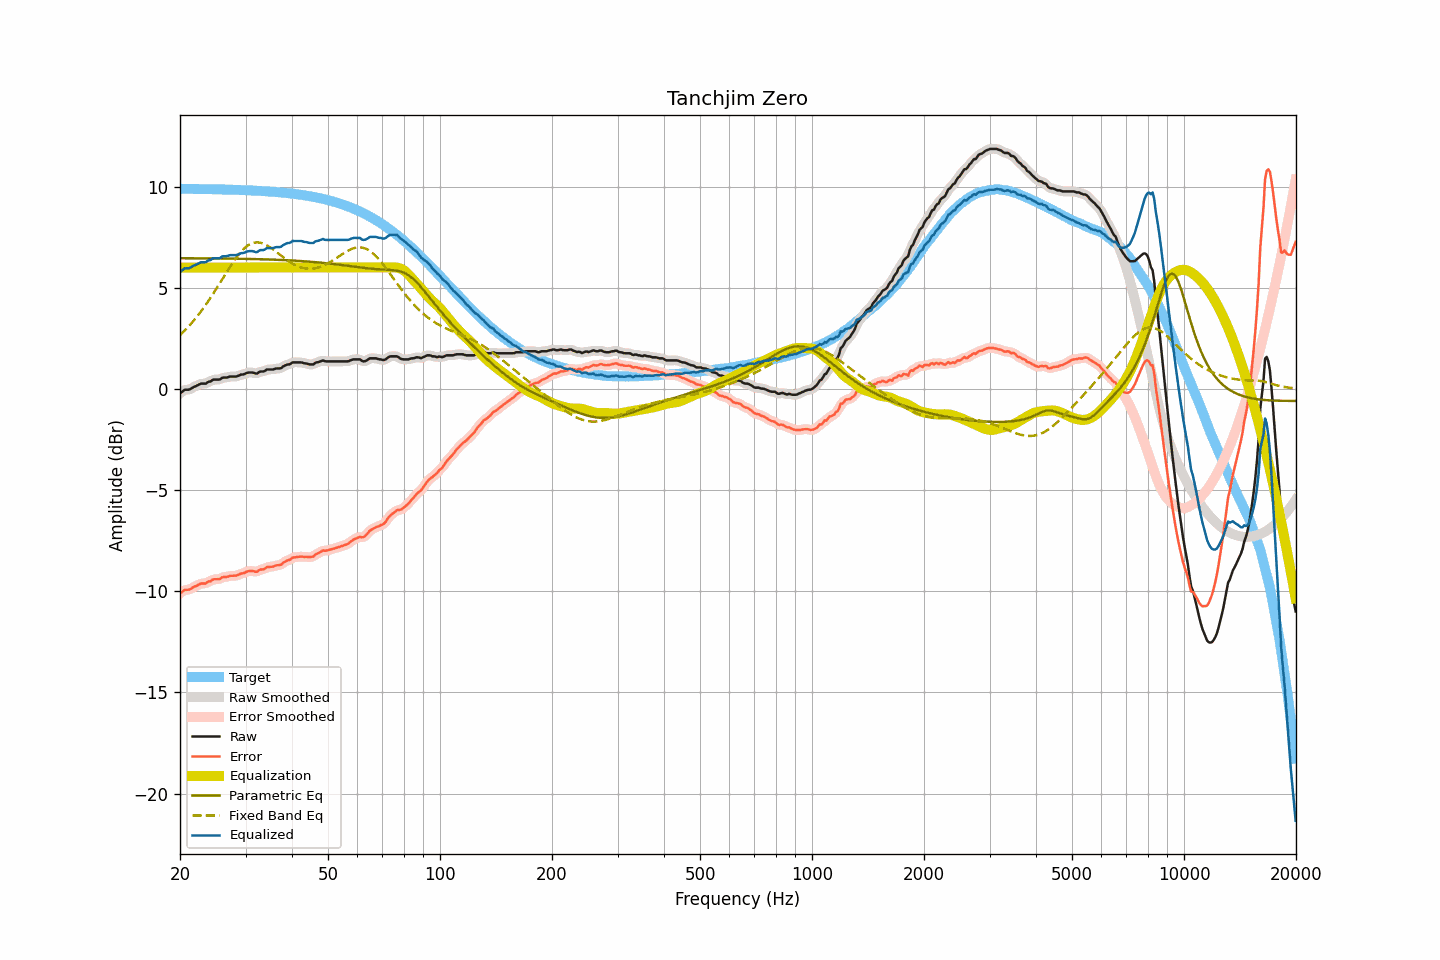 Tanchjim Zero
Amplitude (dBr)
10
5
0
−5
−10
−15
−20
Target
Raw Smoothed
Error Smoothed
Raw
Error
Equalization
Parametric Eq
Fixed Band Eq
Equalized
20 50 100 200 500 1000 2000 5000 10000 20000
Frequency (Hz)